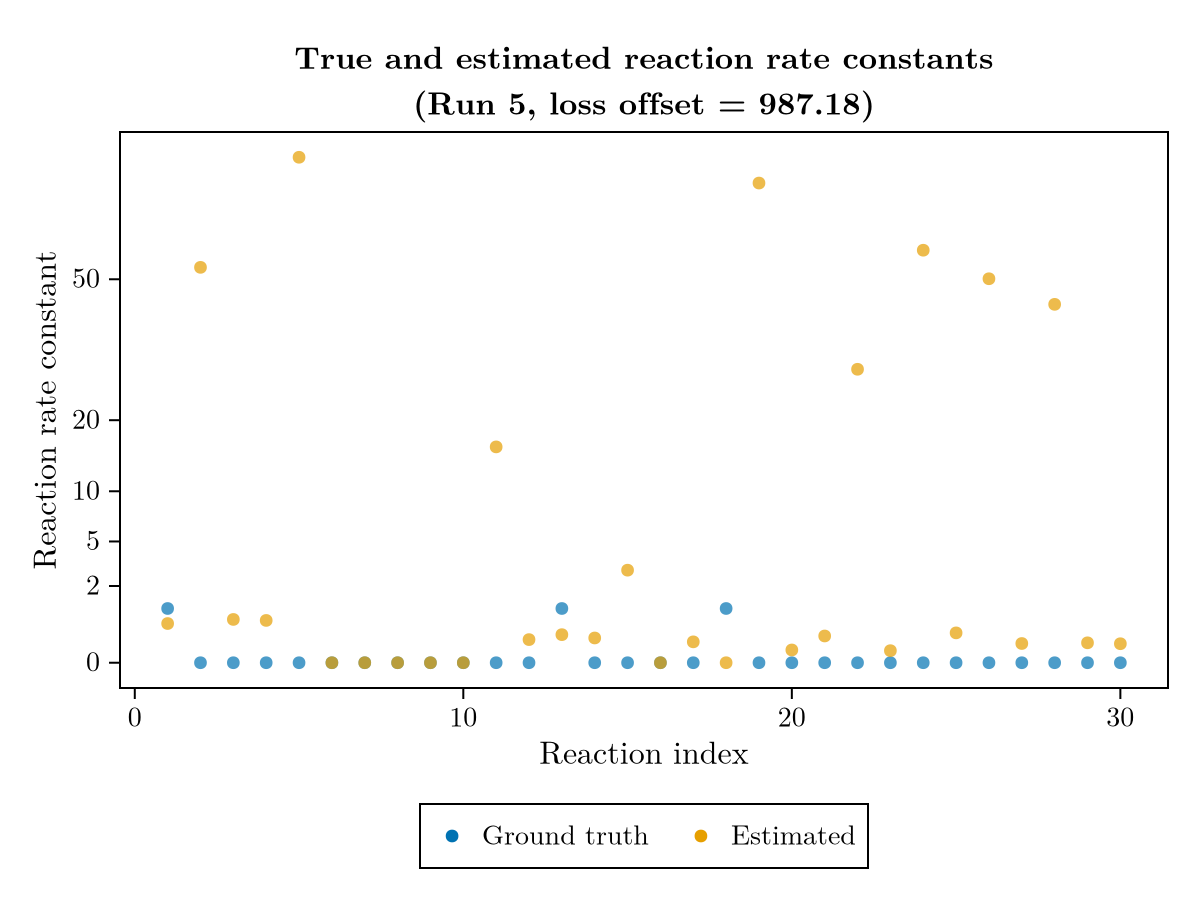 True and estimated reaction rate constants
(Run 5, loss offset = 987.18)
Reaction rate constant
50
20
10
5
2
0
0 10 20 30
Reaction index
Ground truth Estimated